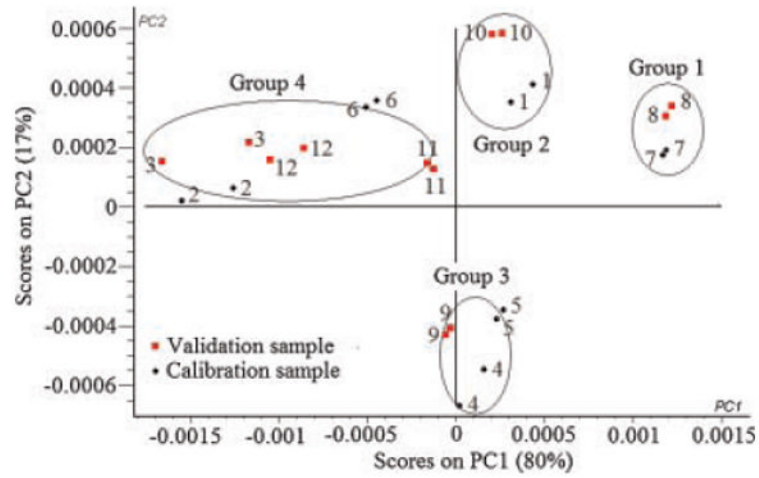 PC2
0.0006
0.0004
0.0002
0
-0.0002
-0.0004
-0.0006
Scores on PC2 (17%)
Group 4
6 6
3 3
12 12
2 2
11
11
10 10
1 1
Group 2
Group 1
8 8
7 7
Group 3
9
9
5
5
4
4
Validation sample
Calibration sample
PC1
-0.0015 -0.001 -0.0005 0 0.0005 0.001 0.0015
Scores on PC1 (80%)